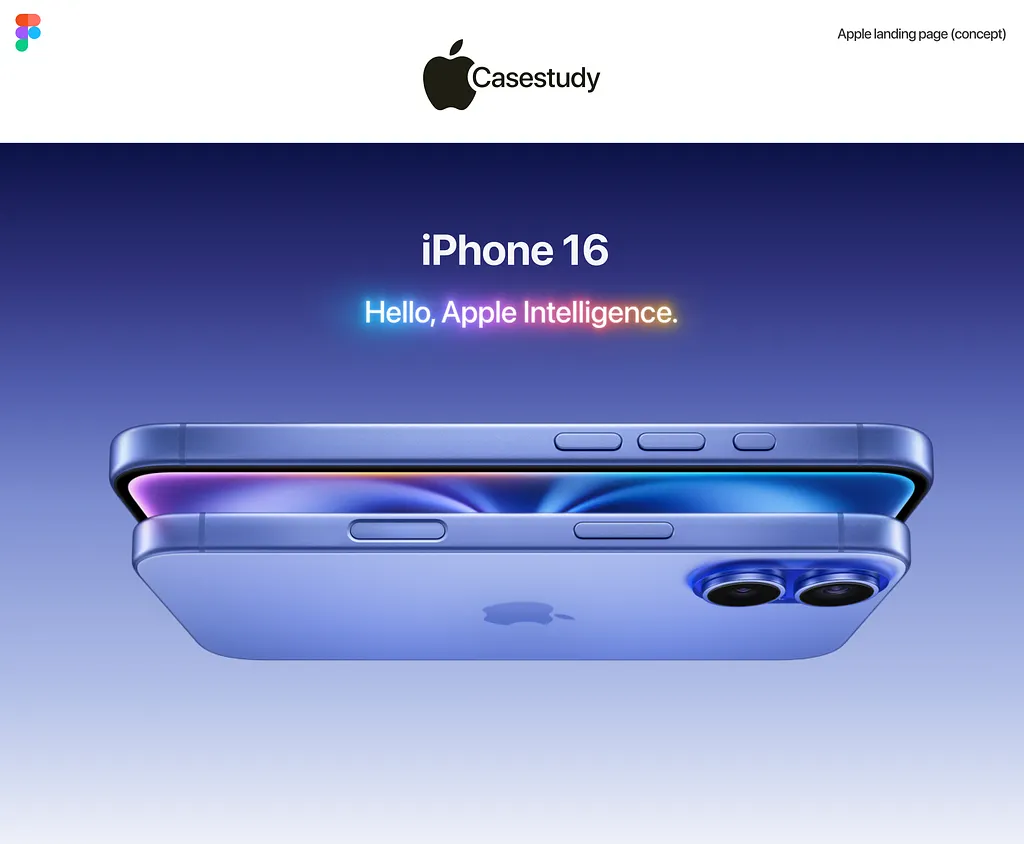 Apple landing page (concept)
Casestudy
iPhone 16
Hello, Apple Intelligence.